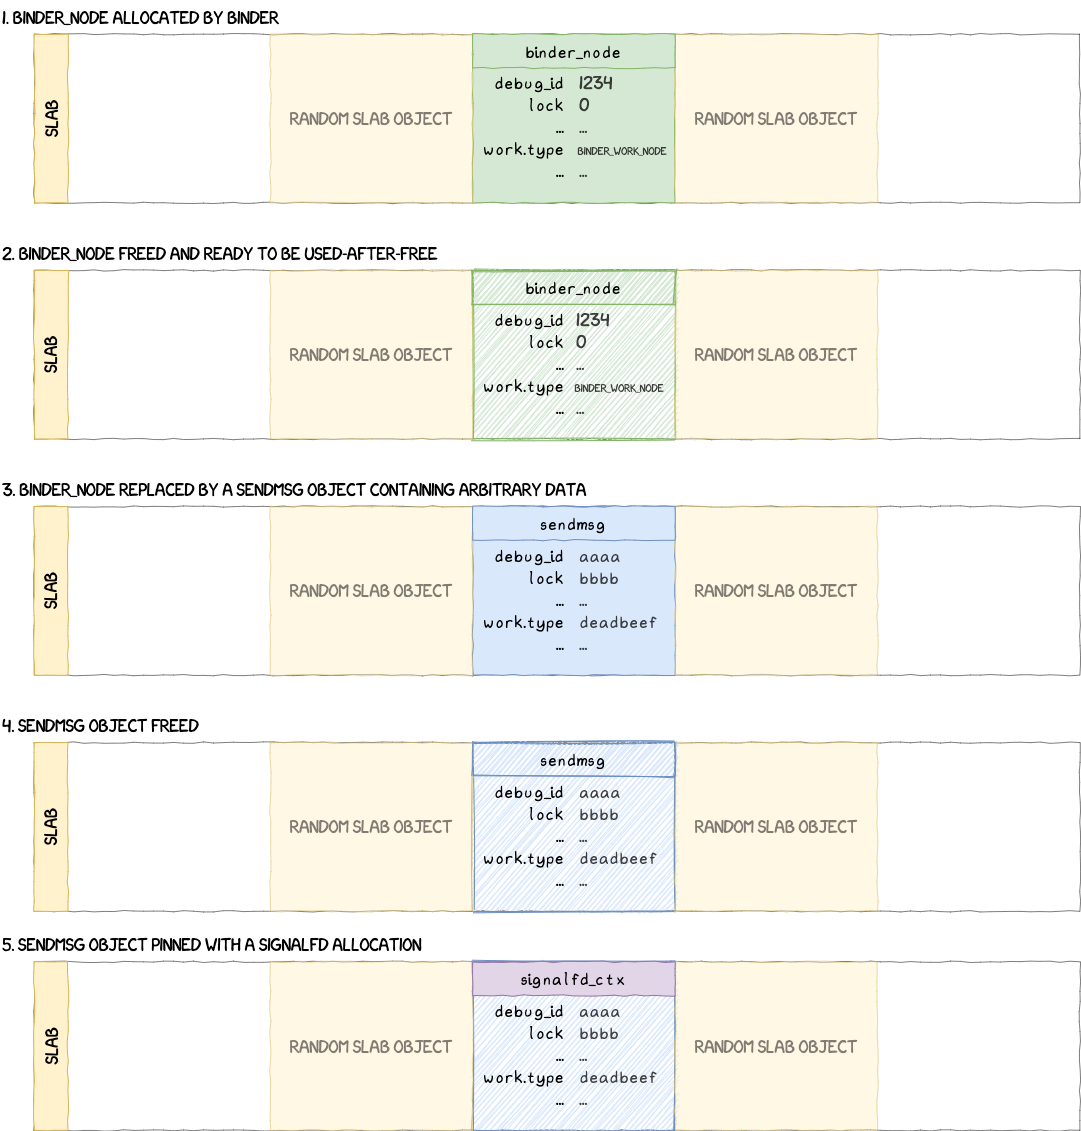 1. BINDER_NODE ALLOCATED BY BINDER
binder_node
debug_id 1234
lock 0
SLAB RANDOM SLAB OBJECT RANDOM SLAB OBJECT
... ...
work.type BINDER_WORK_NODE
... ...
2. BINDER_NODE FREED AND READY TO BE USED-AFTER-FREE
binder_node
debug_id 1234
lock 0
SLAB RANDOM SLAB OBJECT RANDOM SLAB OBJECT
... ...
work.type BINDER_WORK_NODE
... ...
3. BINDER_NODE REPLACED BY A SENDMSG OBJECT CONTAINING ARBITRARY DATA
sendmsg
debug_id aaaa
lock bbbb
SLAB RANDOM SLAB OBJECT RANDOM SLAB OBJECT
... ...
work.type deadbeef
... ...
4. SENDMSG OBJECT FREED
sendmsg
debug_id aaaa
lock bbbb
SLAB RANDOM SLAB OBJECT RANDOM SLAB OBJECT
... ...
work.type deadbeef
... ...
5. SENDMSG OBJECT PINNED WITH A SIGNALFD ALLOCATION
signalfd_ctx
debug_id aaaa
lock bbbb
SLAB RANDOM SLAB OBJECT RANDOM SLAB OBJECT
... ...
work.type deadbeef
... ...